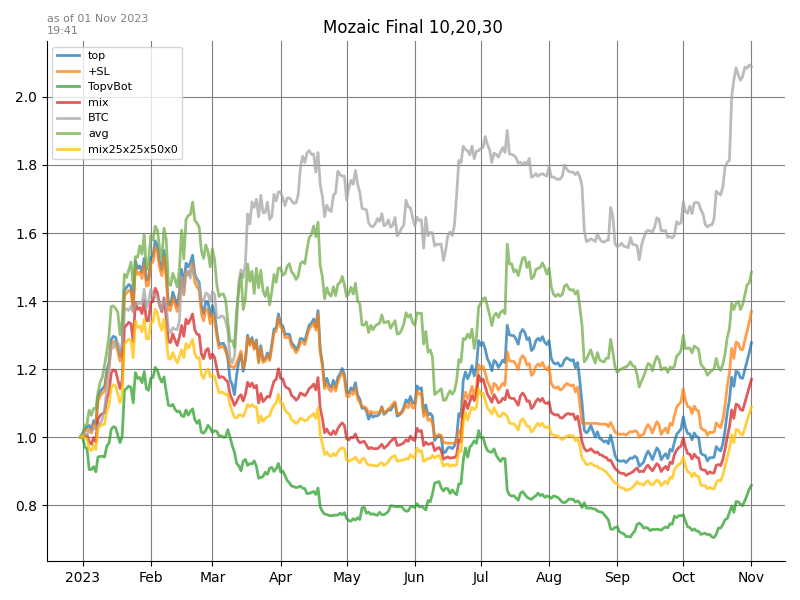 as of 01 Nov 2023
19:41
Mozaic Final 10,20,30
top
+SL
TopvBot
mix
BTC
avg
mix25x25x50x0
2.0
1.8
1.6
1.4
1.2
1.0
0.8
2023 Feb Mar Apr May Jun Jul Aug Sep Oct Nov